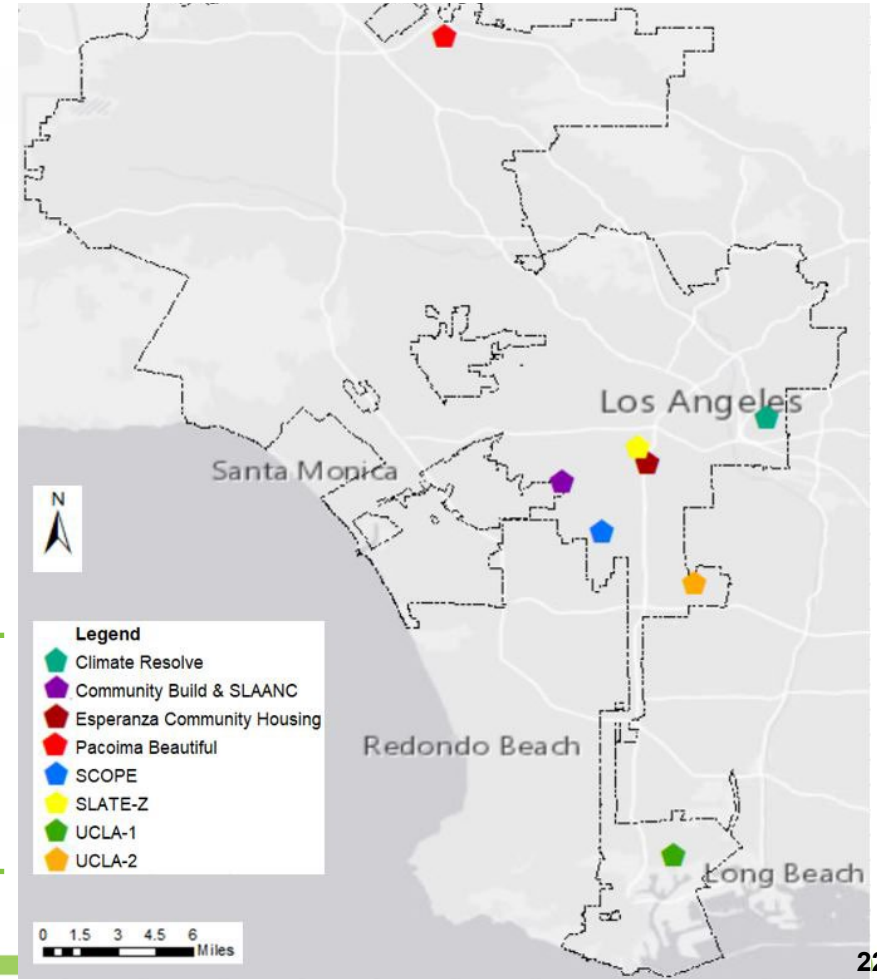 Los Angeles
Santa Monica
N
Legend
Climate Resolve
Community Build & SLAANC
Esperanza Community Housing
Pacoima Beautiful
SCOPE
SLATE-Z
UCLA-1
UCLA-2
Redondo Beach
Long Beach
0 1.5 3 4.5 6
Miles
22